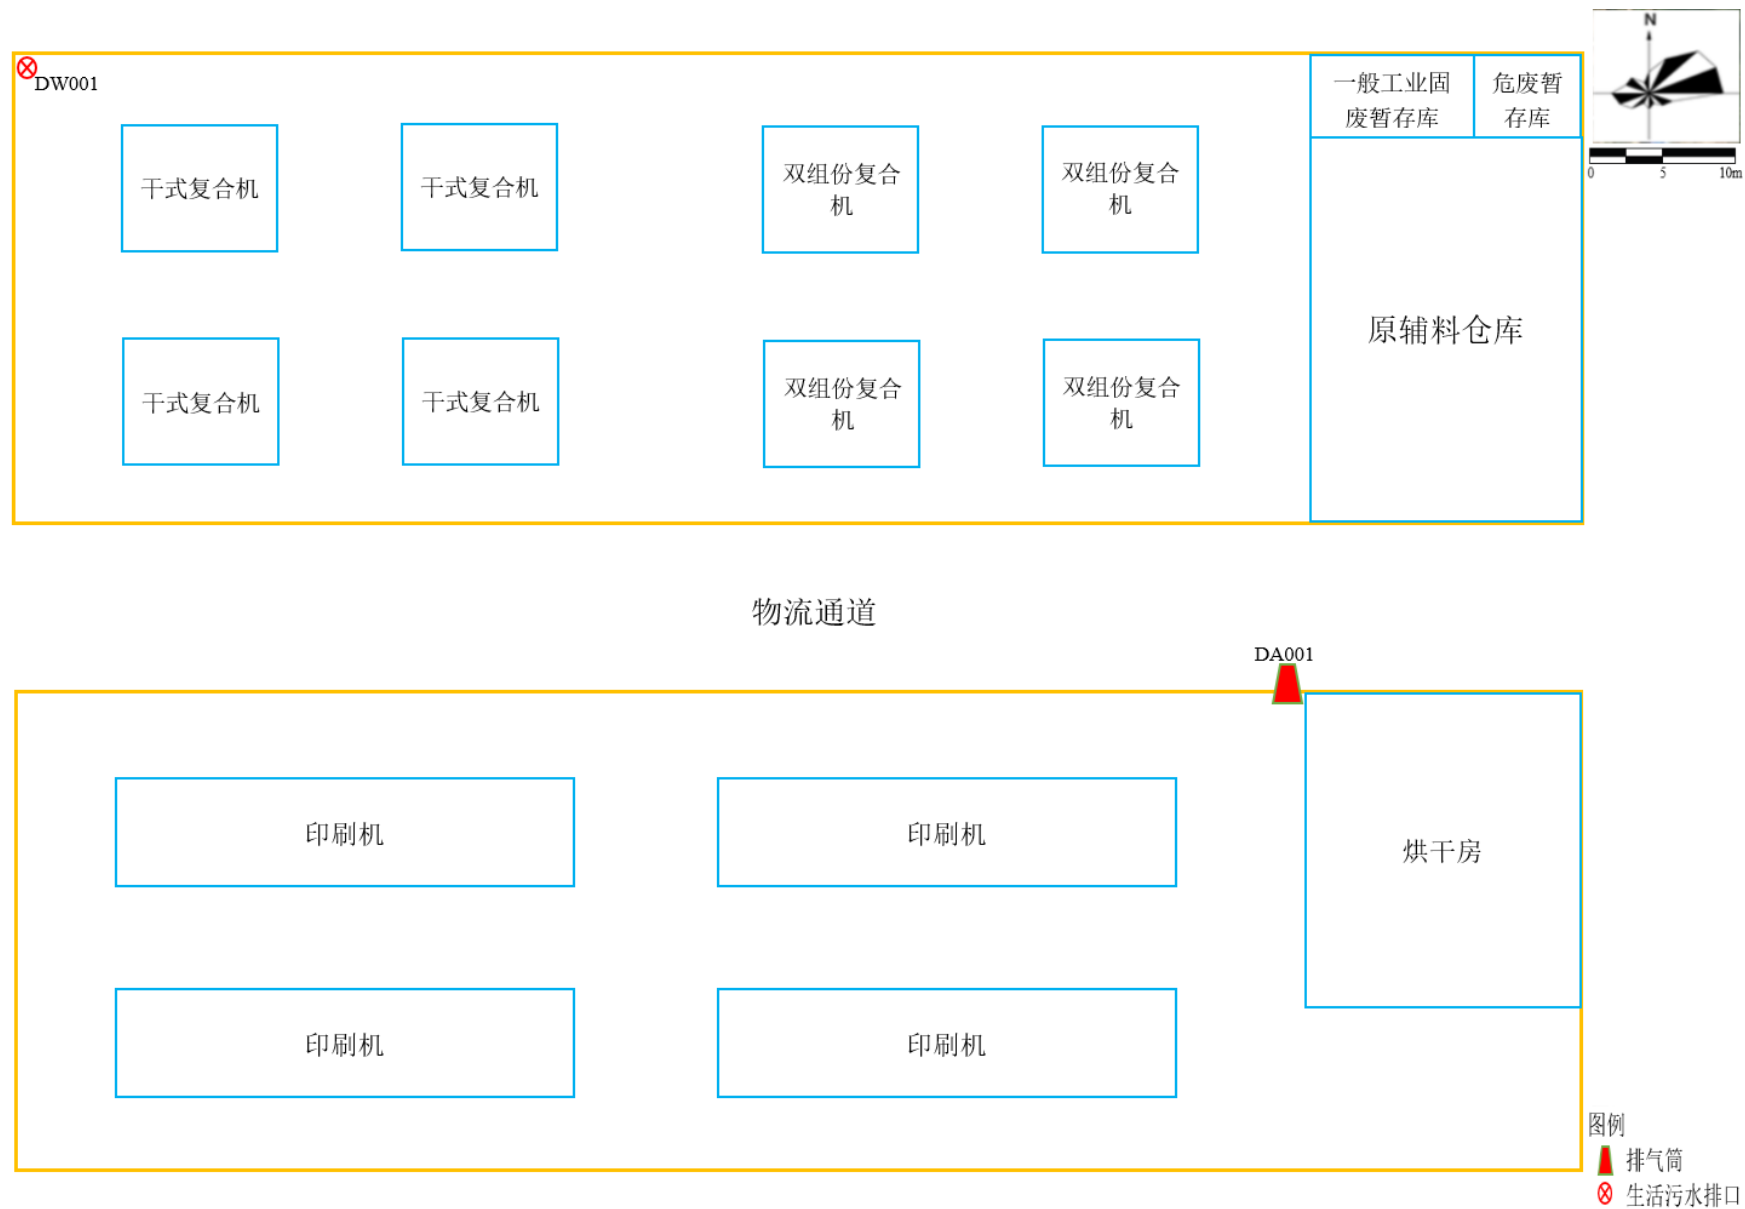 N
DW001
一般工业固
废暂存库
危废暂
存库
0 5 10m
干式复合机
干式复合机
双组份复合
机
双组份复合
机
原辅料仓库
干式复合机
干式复合机
双组份复合
机
双组份复合
机
物流通道
DA001
印刷机
印刷机
烘干房
印刷机
印刷机
图例
排气筒
生活污水排口